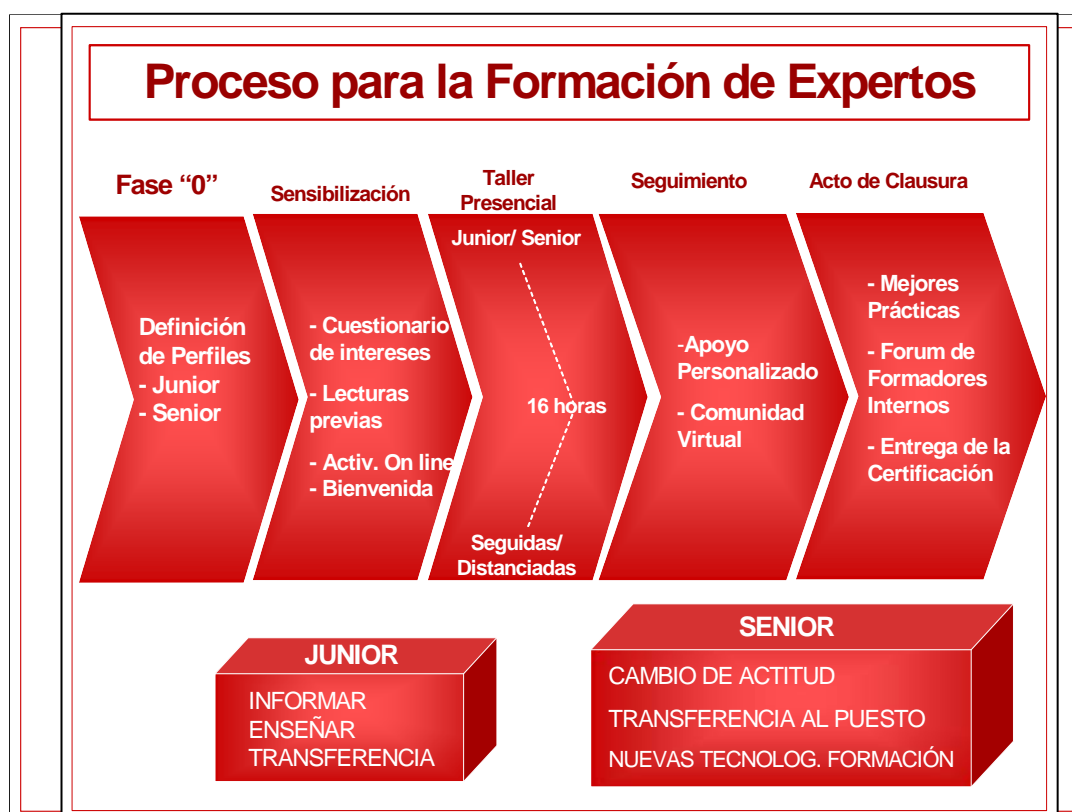 Proceso para la Formación de Expertos
Fase “0”
Definición
de Perfiles
- Junior
- Senior
Sensibilización
- Cuestionario
de intereses
- Lecturas
previas
- Activ. On line
- Bienvenida
Taller
Presencial
Junior/ Senior
16 horas
Seguidas/
Distanciadas
Seguimiento
-Apoyo
Personalizado
- Comunidad
Virtual
Acto de Clausura
- Mejores
Prácticas
- Forum de
Formadores
Internos
- Entrega de la
Certificación
JUNIOR
INFORMAR
ENSEÑAR
TRANSFERENCIA
SENIOR
CAMBIO DE ACTITUD
TRANSFERENCIA AL PUESTO
NUEVAS TECNOLOG. FORMACIÓN